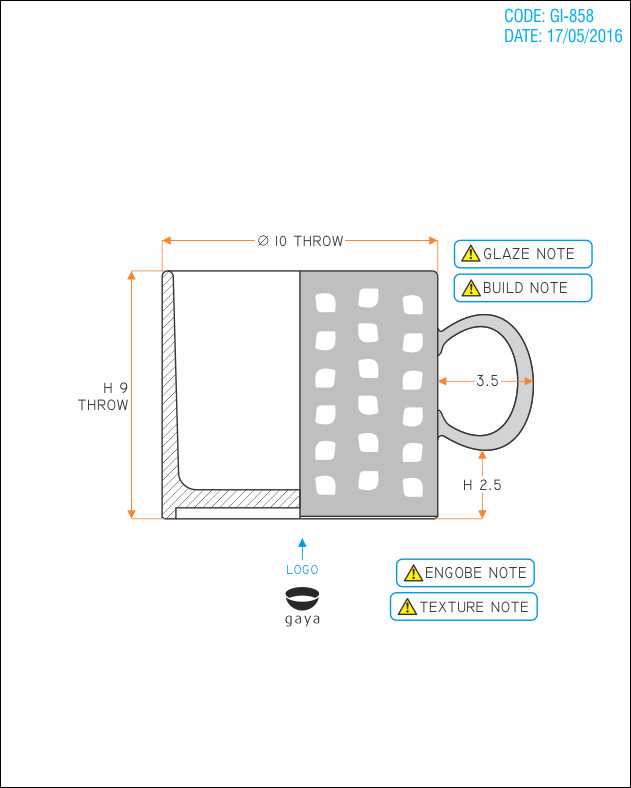 CODE: GI-858
DATE: 17/05/2016
Ø 10 THROW
GLAZE NOTE
BUILD NOTE
H 9
THROW
3.5
H 2.5
LOGO
gaya
ENGOBE NOTE
TEXTURE NOTE